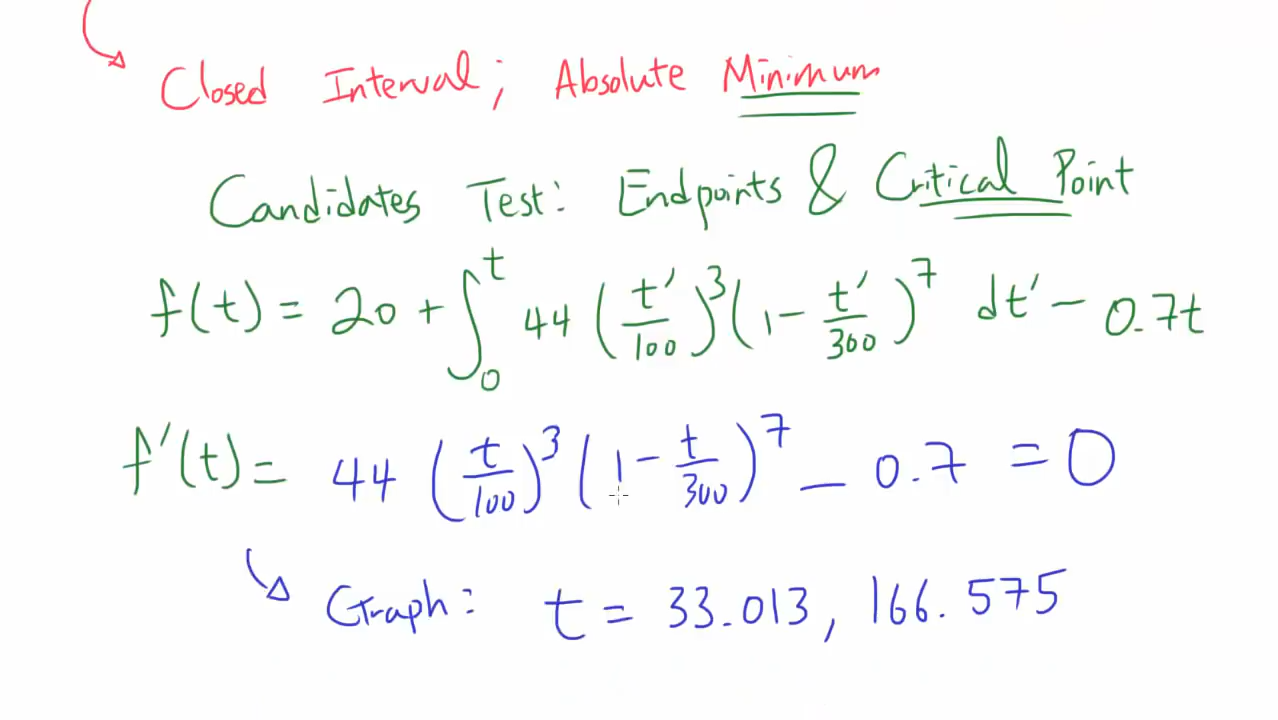 Closed Interval; Absolute Minimum
Candidates Test: Endpoints & Critical Point
f(t) = 20 + ∫₀ᵗ 44 (t'/100)³ (1 - t'/300)⁷ dt' - 0.7t
f'(t) = 44 (t/100)³ (1 - t/300)⁷ - 0.7 = 0
Graph: t = 33.013, 166.575